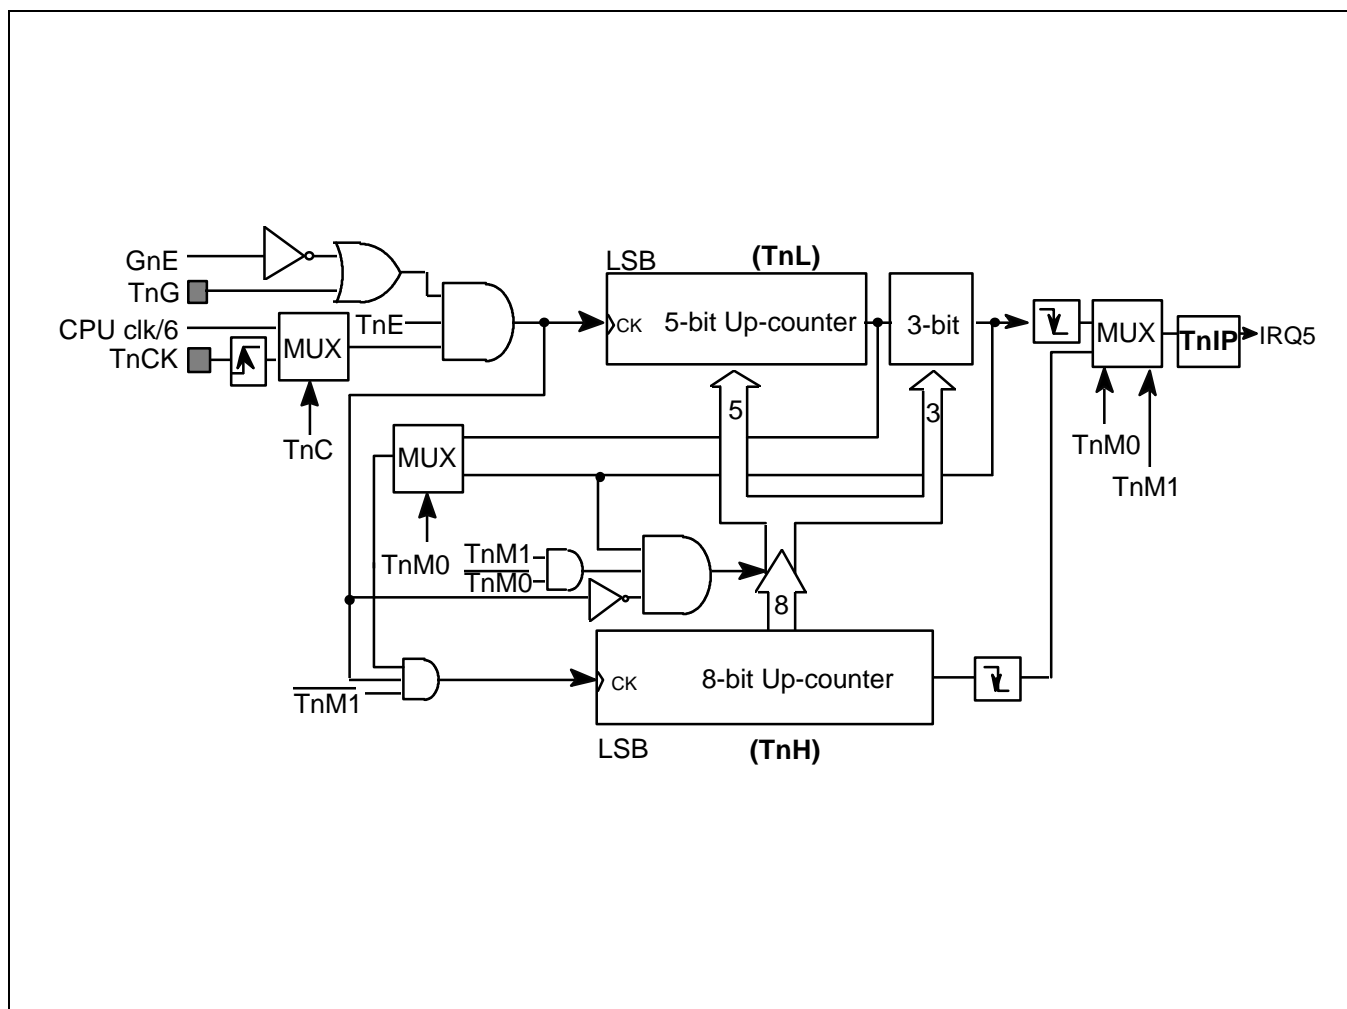 GnE
TnG
CPU clk/6
TnCK
MUX
TnC
TnE
LSB
(TnL)
CK
5-bit Up-counter
3-bit
MUX
TnIP
IRQ5
TnM0
TnM1
5
3
MUX
TnM0
TnM1
TnM0
8
TnM1
CK
8-bit Up-counter
LSB
(TnH)